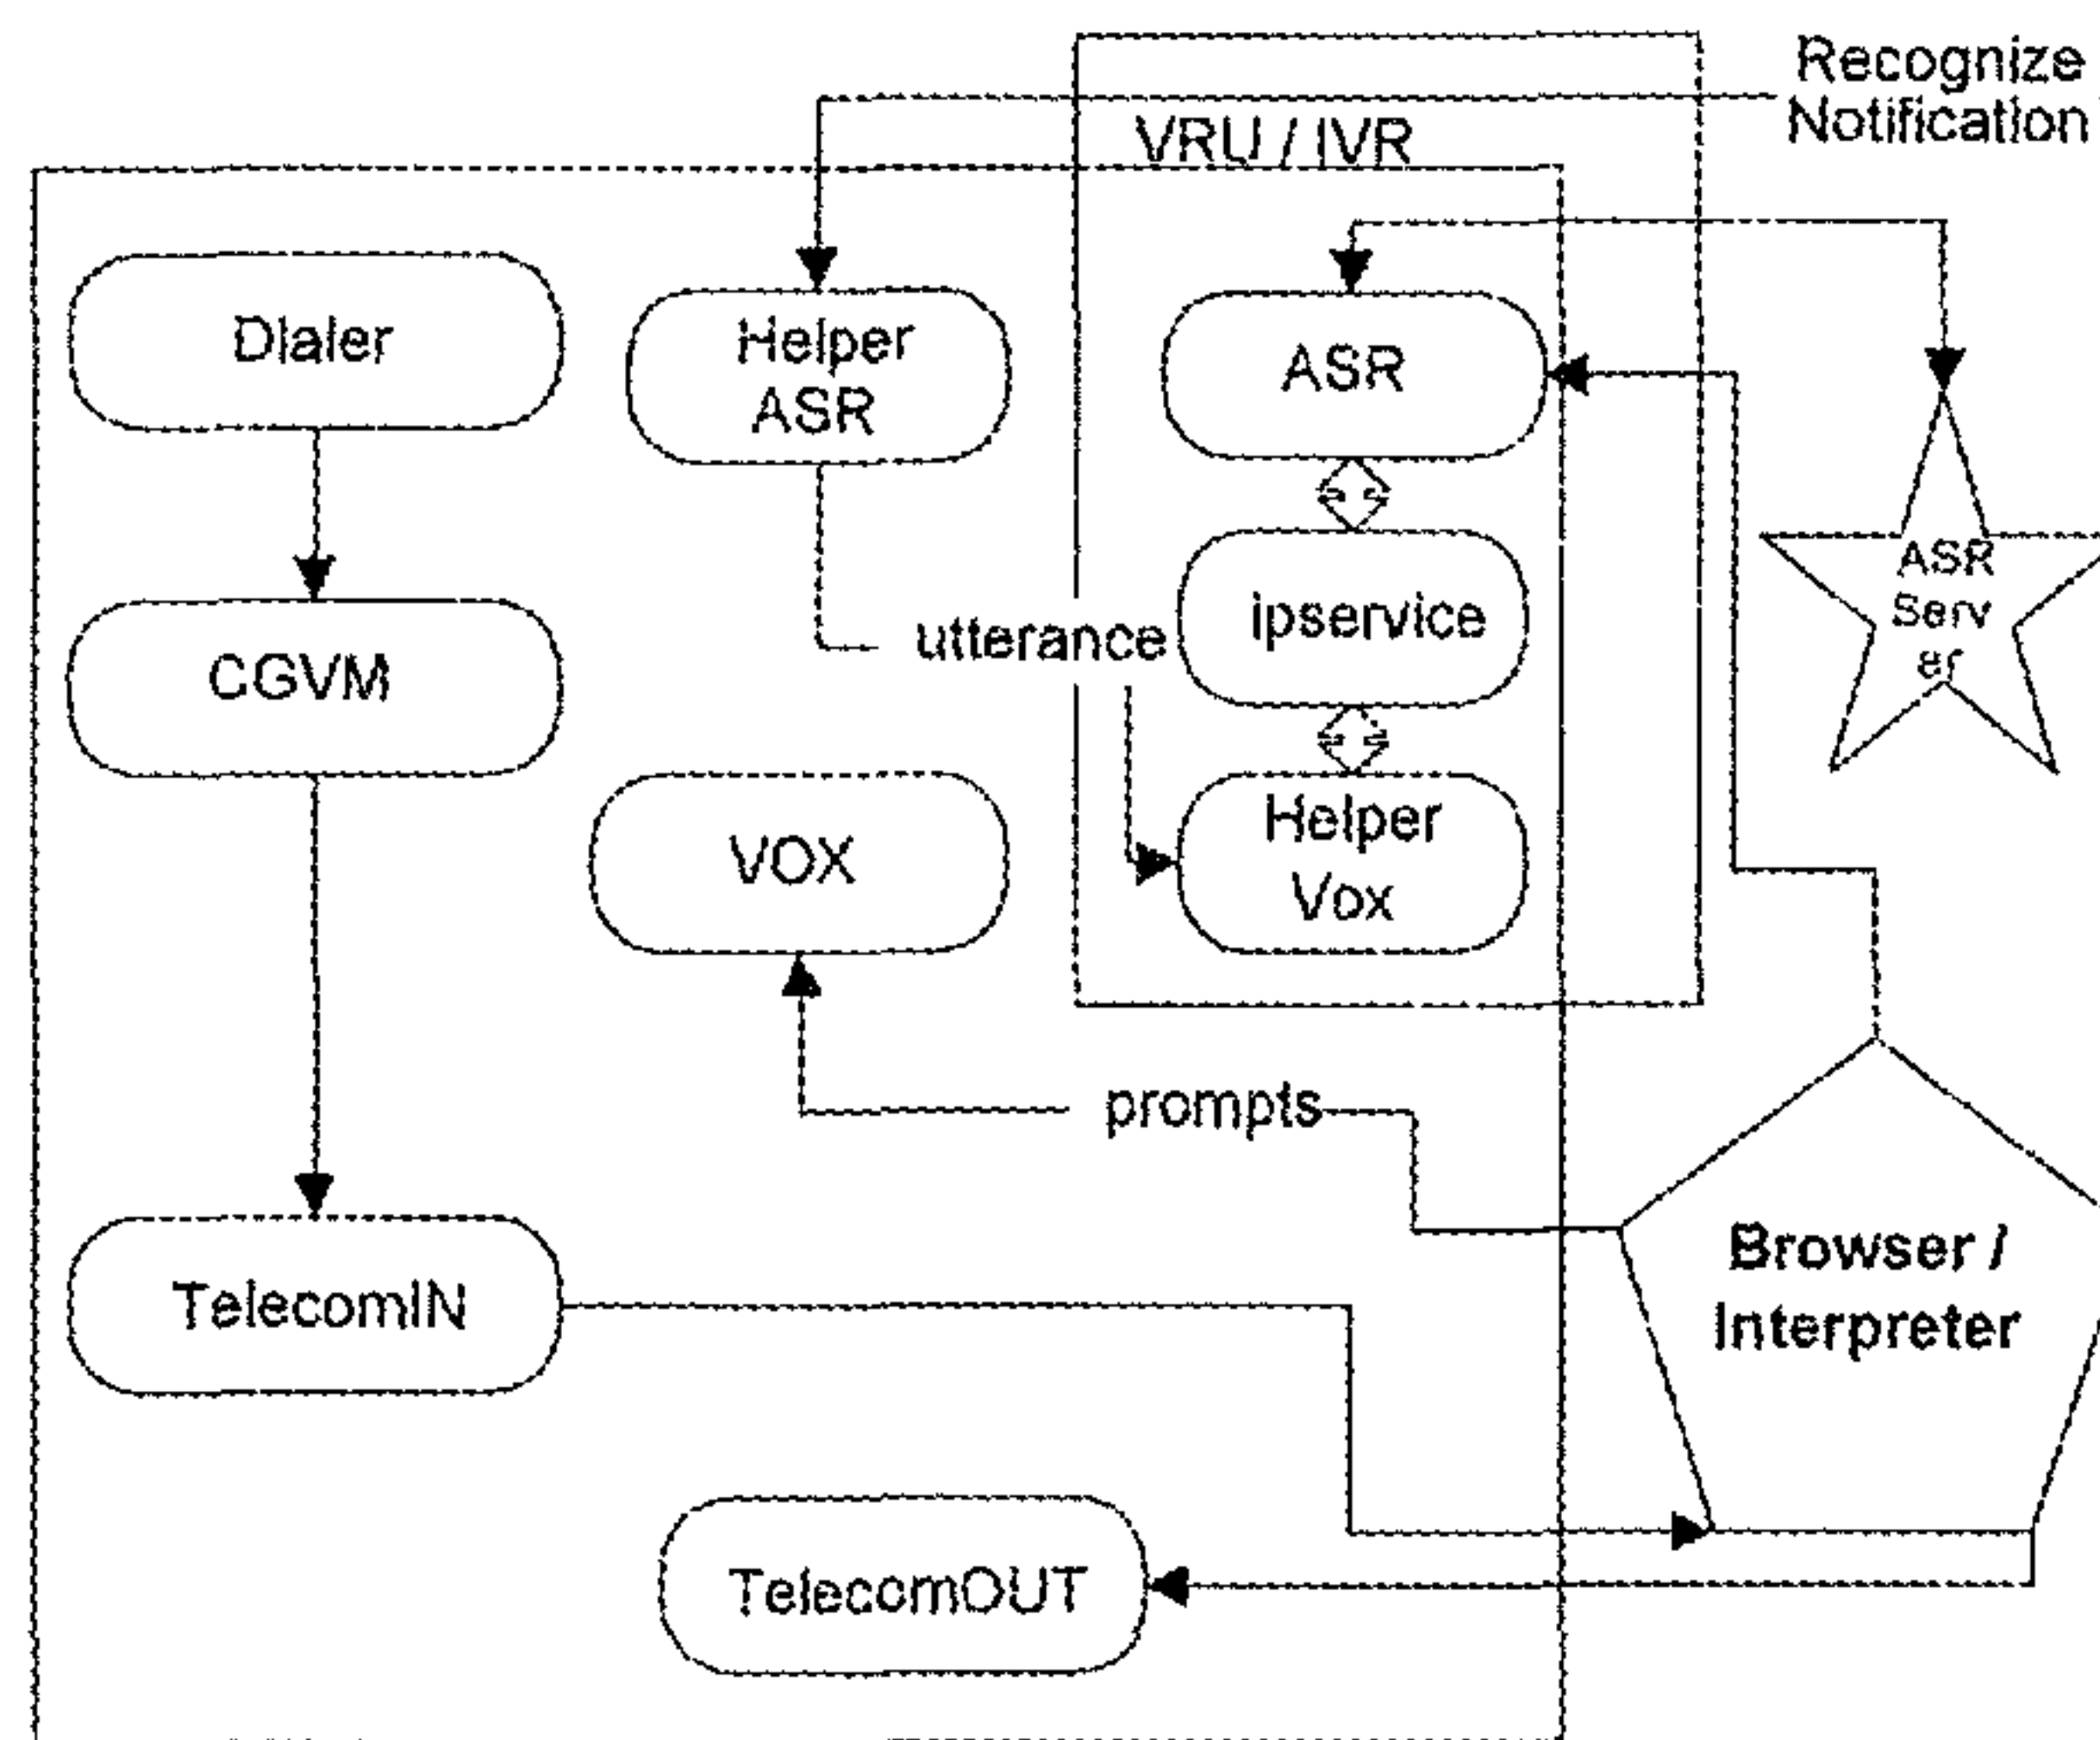 Recognize
Notification
VRU / IVR
Dialer
Helper
ASR
ASR
ASR
Serv
er
ipservice
utterance
CGVM
VOX
Helper
Vox
prompts
Browser /
Interpreter
TelecomIN
TelecomOUT